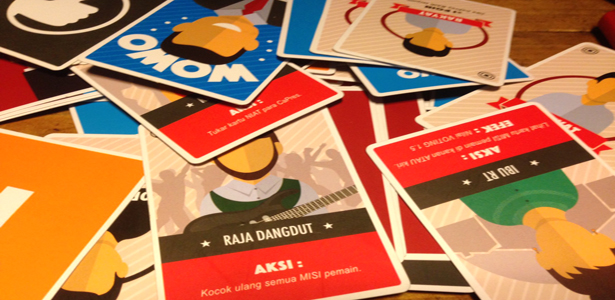 WOWO
RAKYAT
AKSI :
Tukar kartu NIAT para CaPres.
RAJA DANGDUT
AKSI :
Kocok ulang semua MISI pemain.
IBU RT
AKSI :
Lihat kartu MISI pemain di kanan ATAU kiri.
EFEK : Nilai VOTING 1.5